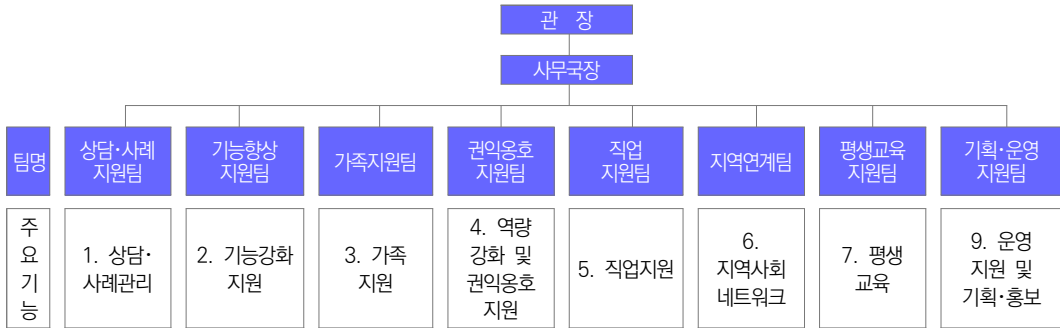 관 장
사무국장
팀명
상담·사례
지원팀
기능향상
지원팀
가족지원팀
권익옹호
지원팀
직업
지원팀
지역연계팀
평생교육
지원팀
기획·운영
지원팀
주
요
기
능
1. 상담·
사례관리
2. 기능강화
지원
3. 가족
지원
4. 역량
강화 및
권익옹호
지원
5. 직업지원
6.
지역사회
네트워크
7. 평생
교육
9. 운영
지원 및
기획·홍보